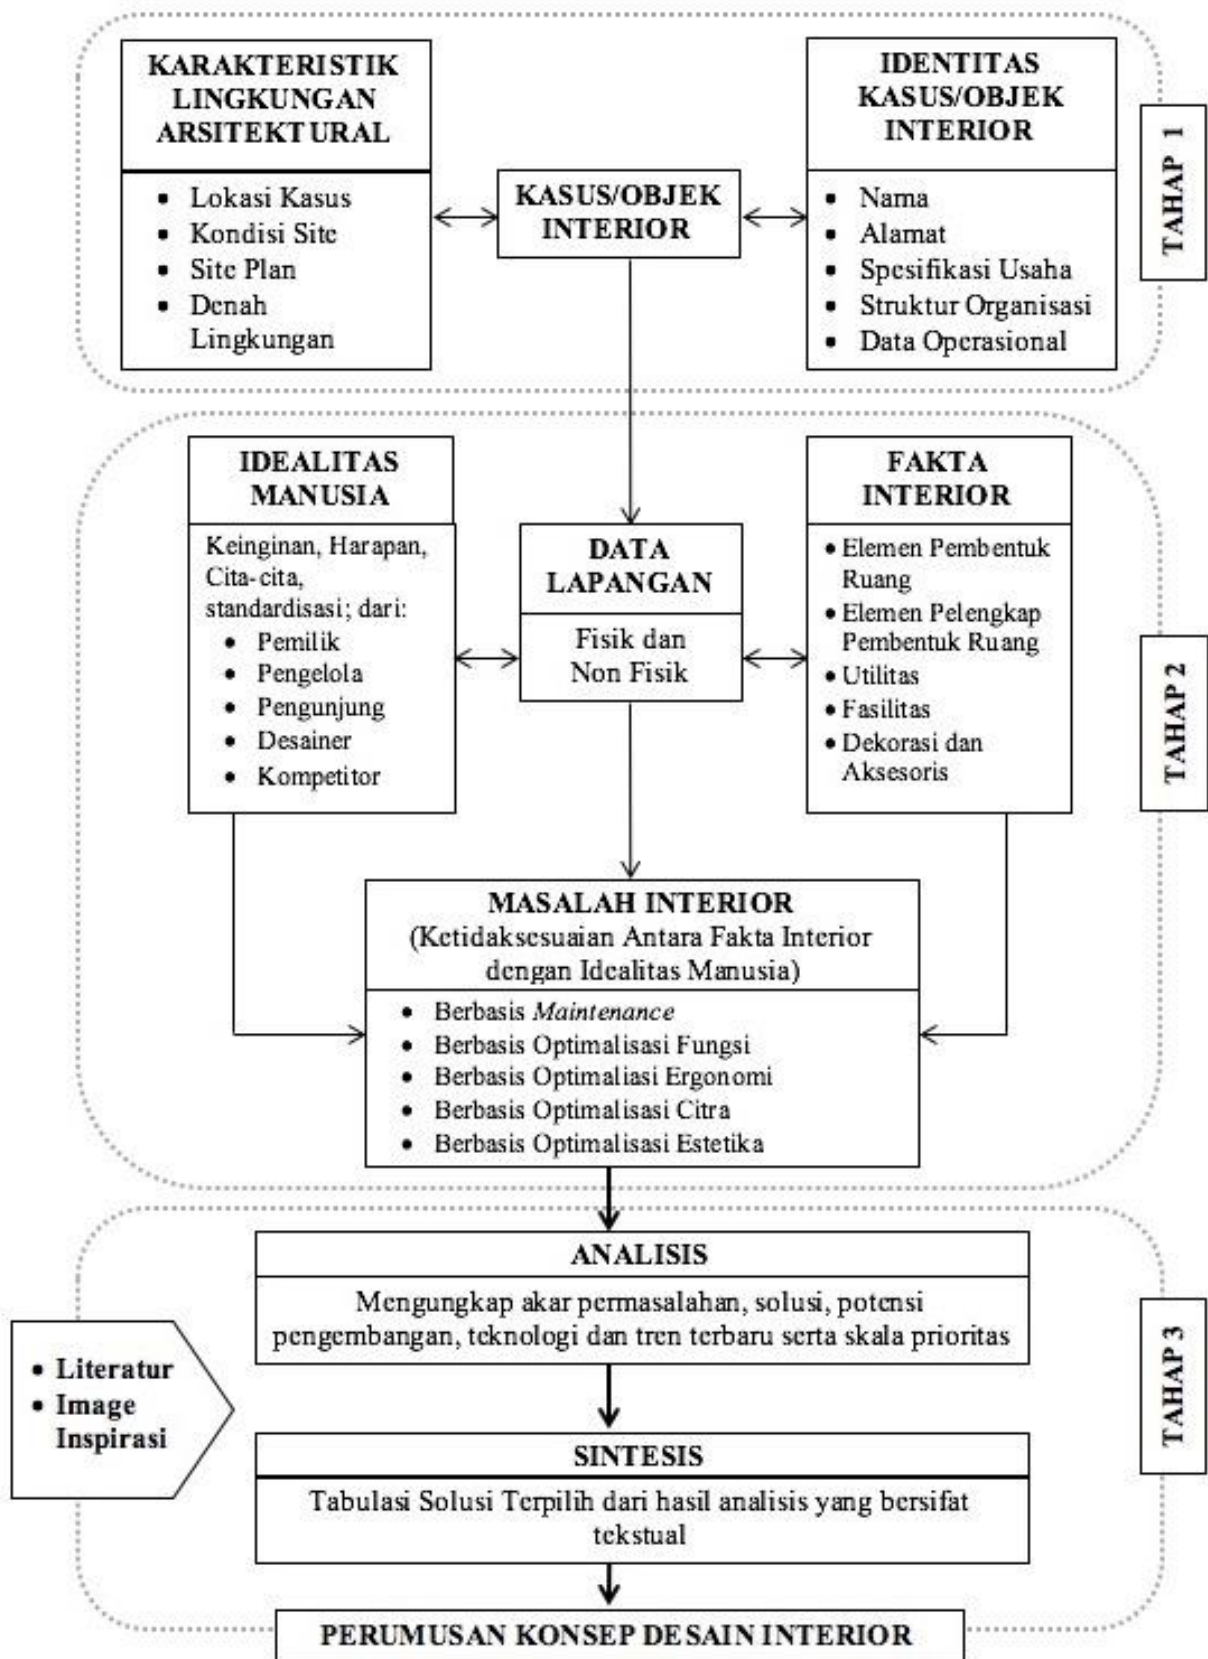 KARAKTERISTIK
LINGKUNGAN
ARSITEKTURAL
• Lokasi Kasus
• Kondisi Site
• Site Plan
• Denah
Lingkungan
KASUS/OBJEK
INTERIOR
IDENTITAS
KASUS/OBJEK
INTERIOR
• Nama
• Alamat
• Spesifikasi Usaha
• Struktur Organisasi
• Data Operasional
TAHAP 1
IDEALITAS
MANUSIA
Keinginan, Harapan,
Cita-cita,
standardisasi; dari:
• Pemilik
• Pengelola
• Pengunjung
• Desainer
• Kompetitor
DATA
LAPANGAN
Fisik dan
Non Fisik
FAKTA
INTERIOR
• Elemen Pembentuk
Ruang
• Elemen Pelengkap
Pembentuk Ruang
• Utilitas
• Fasilitas
• Dekorasi dan
Aksesoris
TAHAP 2
MASALAH INTERIOR
(Ketidaksesuaian Antara Fakta Interior
dengan Idealitas Manusia)
• Berbasis Maintenance
• Berbasis Optimalisasi Fungsi
• Berbasis Optimaliasi Ergonomi
• Berbasis Optimalisasi Citra
• Berbasis Optimalisasi Estetika
ANALISIS
Mengungkap akar permasalahan, solusi, potensi
pengembangan, teknologi dan tren terbaru serta skala prioritas
• Literatur
• Image
Inspirasi
TAHAP 3
SINTESIS
Tabulasi Solusi Terpilih dari hasil analisis yang bersifat
tekstual
PERUMUSAN KONSEP DESAIN INTERIOR